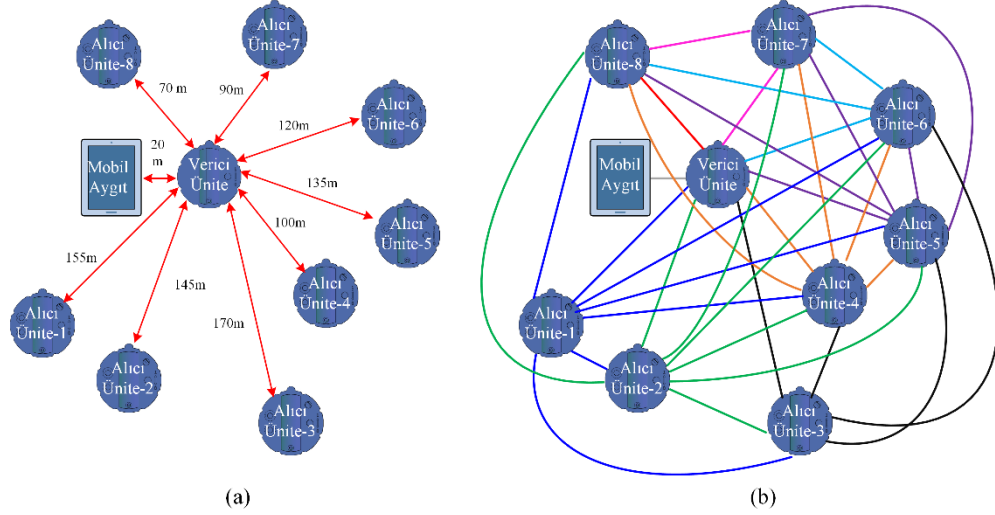 Alıcı
Ünite-8
Alıcı
Ünite-7
70 m
90m
Alıcı
Ünite-6
120m
20
m
Mobil
Aygıt
Verici
Ünite
135m
Alıcı
Ünite-5
100m
155m
145m
Alıcı
Ünite-4
170m
Alıcı
Ünite-1
Alıcı
Ünite-2
Alıcı
Ünite-3
(a)
Alıcı
Ünite-8
Alıcı
Ünite-7
Alıcı
Ünite-6
Mobil
Aygıt
Verici
Ünite
Alıcı
Ünite-5
Alıcı
Ünite-4
Alıcı
Ünite-1
Alıcı
Ünite-2
Alıcı
Ünite-3
(b)